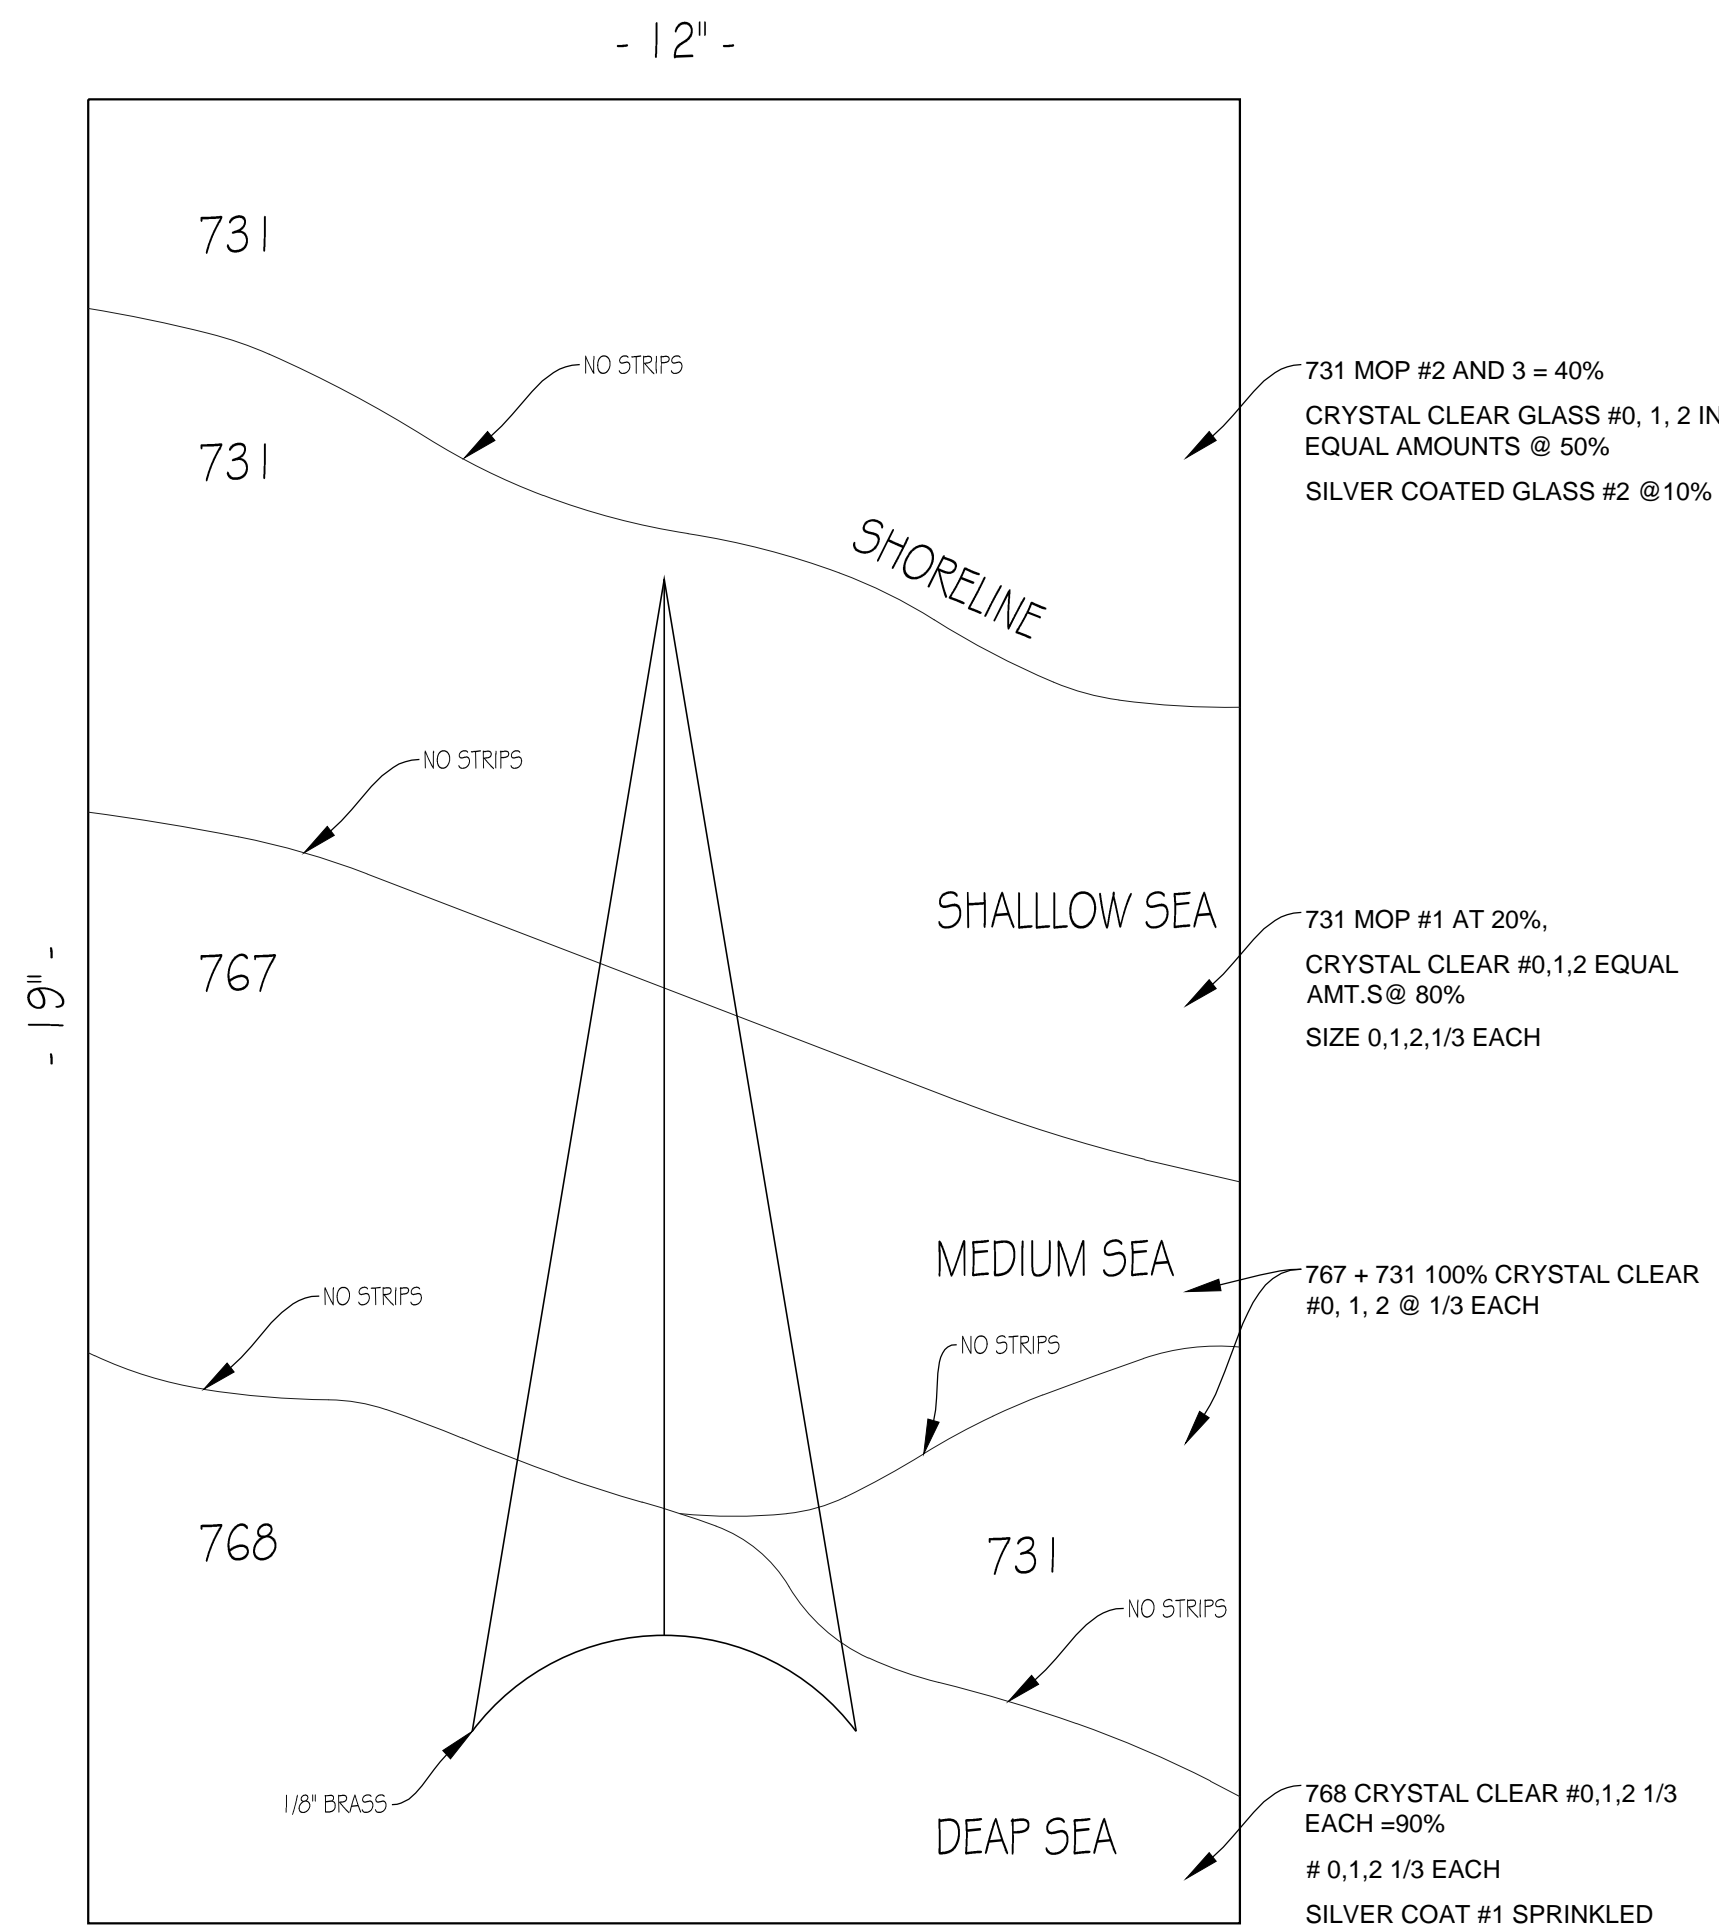 - 12" -
731
NO STRIPS
731 MOP #2 AND 3 = 40%
CRYSTAL CLEAR GLASS #0, 1, 2 IN
EQUAL AMOUNTS @ 50%
SILVER COATED GLASS #2 @10%
731
SHORELINE
NO STRIPS
SHALLLOW SEA
731 MOP #1 AT 20%,
CRYSTAL CLEAR #0,1,2 EQUAL
AMT.S@ 80%
SIZE 0,1,2,1/3 EACH
- 19" -
767
MEDIUM SEA
767 + 731 100% CRYSTAL CLEAR
#0, 1, 2 @ 1/3 EACH
NO STRIPS
NO STRIPS
768
731
NO STRIPS
1/8" BRASS
DEAP SEA
768 CRYSTAL CLEAR #0,1,2 1/3
EACH =90%
# 0,1,2 1/3 EACH
SILVER COAT #1 SPRINKLED